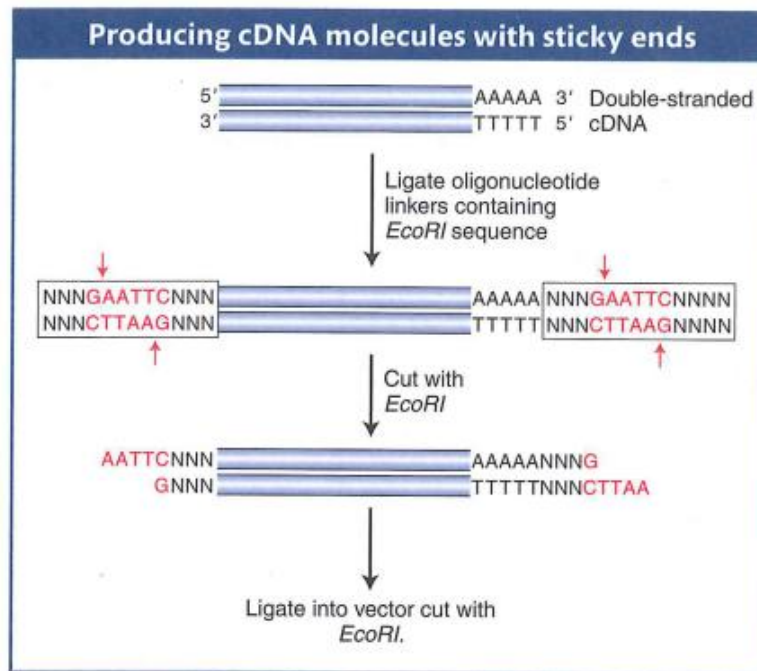 Producing cDNA molecules with sticky ends
5′ AAAAA 3′ Double-stranded
3′ TTTTT 5′ cDNA
Ligate oligonucleotide
linkers containing
EcoRI sequence
NNNGAATTCNNN AAAAA NNNGAATTCNNNN
NNNCTTAAGNNN TTTTT NNNCTTAAGNNNN
Cut with
EcoRI
AATTCNNN AAAAANNNG
GNNN TTTTTNNNCTTAA
Ligate into vector cut with
EcoRI.